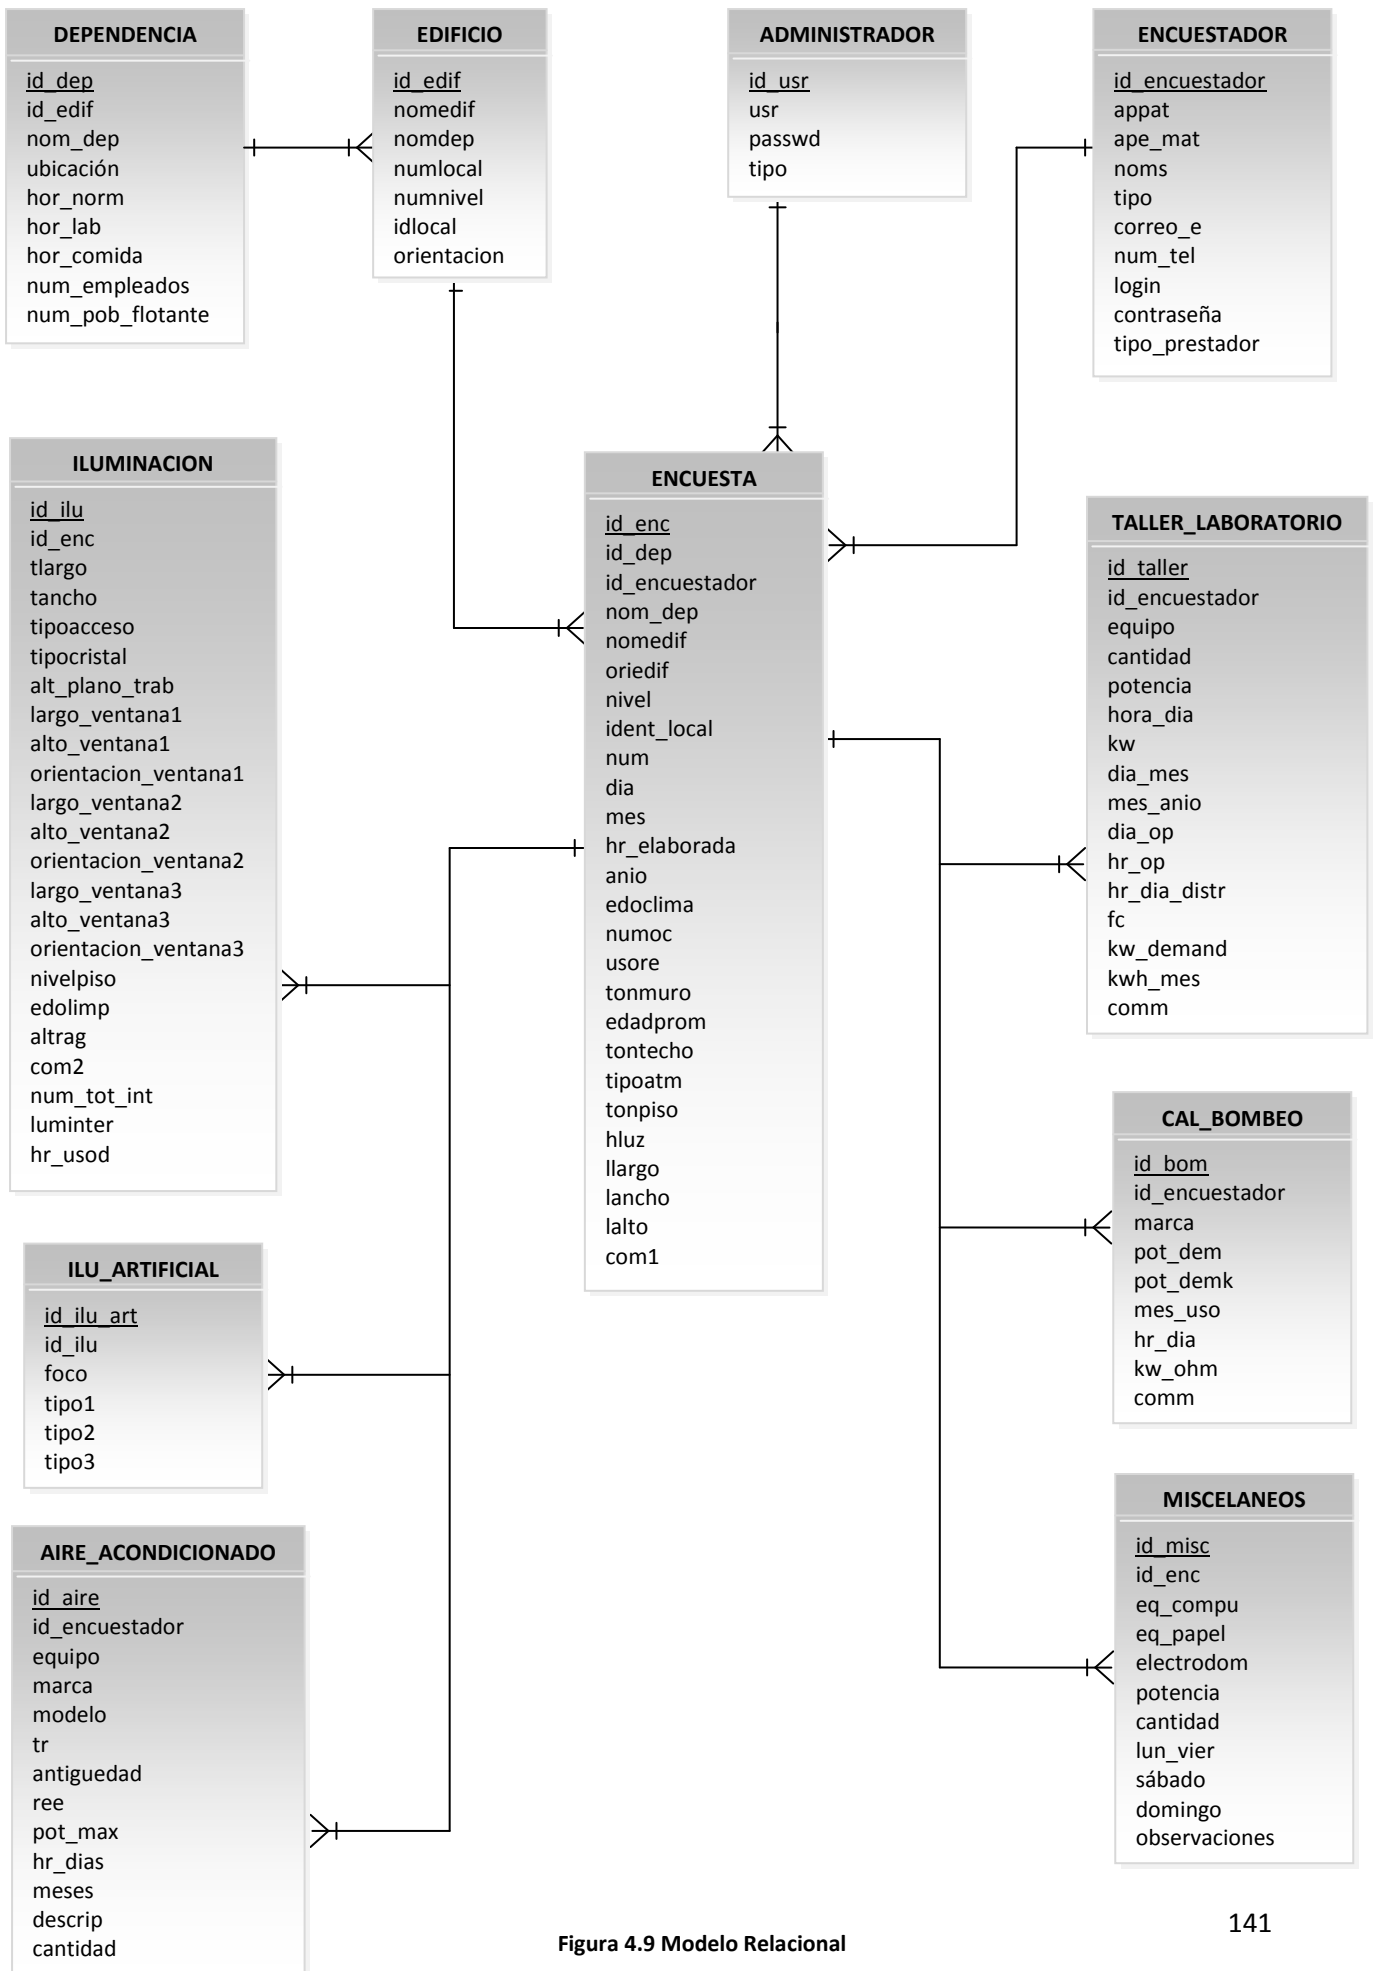 DEPENDENCIA
id_dep
id_edif
nom_dep
ubicación
hor_norm
hor_lab
hor_comida
num_empleados
num_pob_flotante
EDIFICIO
id_edif
nomedif
nomdep
numlocal
numnivel
idlocal
orientacion
ADMINISTRADOR
id_usr
usr
passwd
tipo
ENCUESTADOR
id_encuestador
appat
ape_mat
noms
tipo
correo_e
num_tel
login
contraseña
tipo_prestador
ILUMINACION
id_ilu
id_enc
tlargo
tancho
tipoacceso
tipocristal
alt_plano_trab
largo_ventana1
alto_ventana1
orientacion_ventana1
largo_ventana2
alto_ventana2
orientacion_ventana2
largo_ventana3
alto_ventana3
orientacion_ventana3
nivelpiso
edolimp
altrag
com2
num_tot_int
luminter
hr_usod
ENCUESTA
id_enc
id_dep
id_encuestador
nom_dep
nomedif
oriedif
nivel
ident_local
num
dia
mes
hr_elaborada
anio
edoclima
numoc
usore
tonmuro
edadprom
tontecho
tipoatm
tonpiso
hluz
llargo
lancho
lalto
com1
TALLER_LABORATORIO
id_taller
id_encuestador
equipo
cantidad
potencia
hora_dia
kw
dia_mes
mes_anio
dia_op
hr_op
hr_dia_distr
fc
kw_demand
kwh_mes
comm
CAL_BOMBEO
id_bom
id_encuestador
marca
pot_dem
pot_demk
mes_uso
hr_dia
kw_ohm
comm
ILU_ARTIFICIAL
id_ilu_art
id_ilu
foco
tipo1
tipo2
tipo3
AIRE_ACONDICIONADO
id_aire
id_encuestador
equipo
marca
modelo
tr
antiguedad
ree
pot_max
hr_dias
meses
descrip
cantidad
MISCELANEOS
id_misc
id_enc
eq_compu
eq_papel
electrodom
potencia
cantidad
lun_vier
sábado
domingo
observaciones
141
Figura 4.9 Modelo Relacional